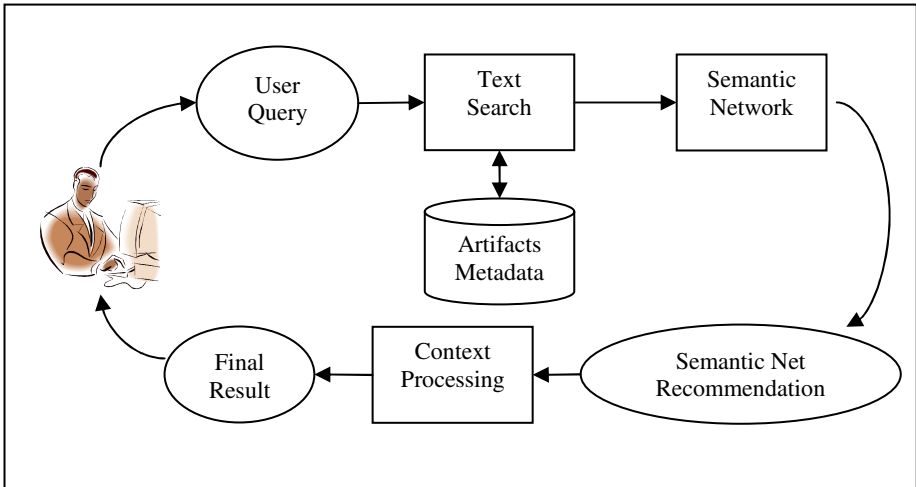 User
Query
Text
Search
Semantic
Network
Artifacts
Metadata
Semantic Net
Recommendation
Context
Processing
Final
Result